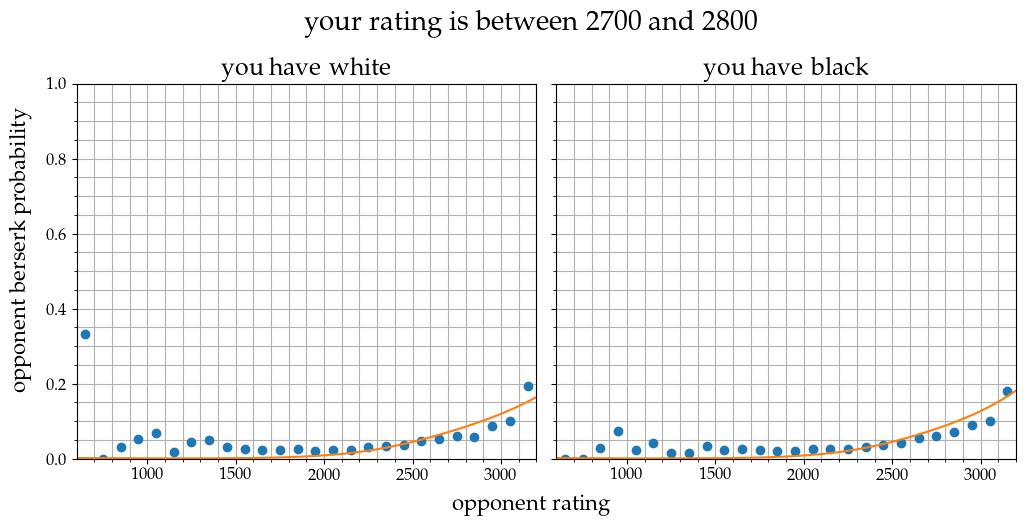 your rating is between 2700 and 2800
you have white
you have black
opponent berserk probability
1.0
0.8
0.6
0.4
0.2
0.0
1000 1500 2000 2500 3000
1000 1500 2000 2500 3000
opponent rating